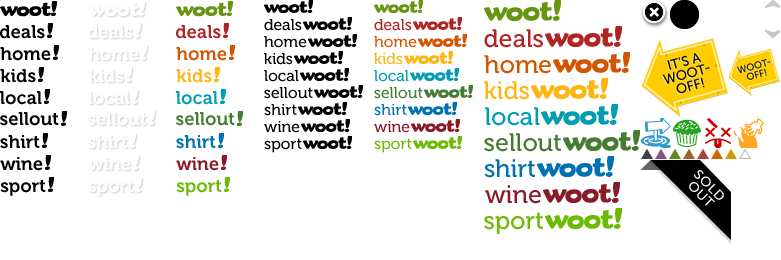 woot!
deals!
home!
kids!
local!
sellout!
shirt!
wine!
sport!
woot!
deals!
home!
kids!
local!
sellout!
shirt!
wine!
sport!
woot!
deals!
home!
kids!
local!
sellout!
shirt!
wine!
sport!
woot!
dealswoot!
homewoot!
kidswoot!
localwoot!
selloutwoot!
shirtwoot!
winewoot!
sportwoot!
woot!
dealswoot!
homewoot!
kidswoot!
localwoot!
selloutwoot!
shirtwoot!
winewoot!
sportwoot!
woot!
dealswoot!
homewoot!
kidswoot!
localwoot!
selloutwoot!
shirtwoot!
winewoot!
sportwoot!
IT'S A
WOOT-
OFF!
WOOT-
OFF!
SOLD
OUT